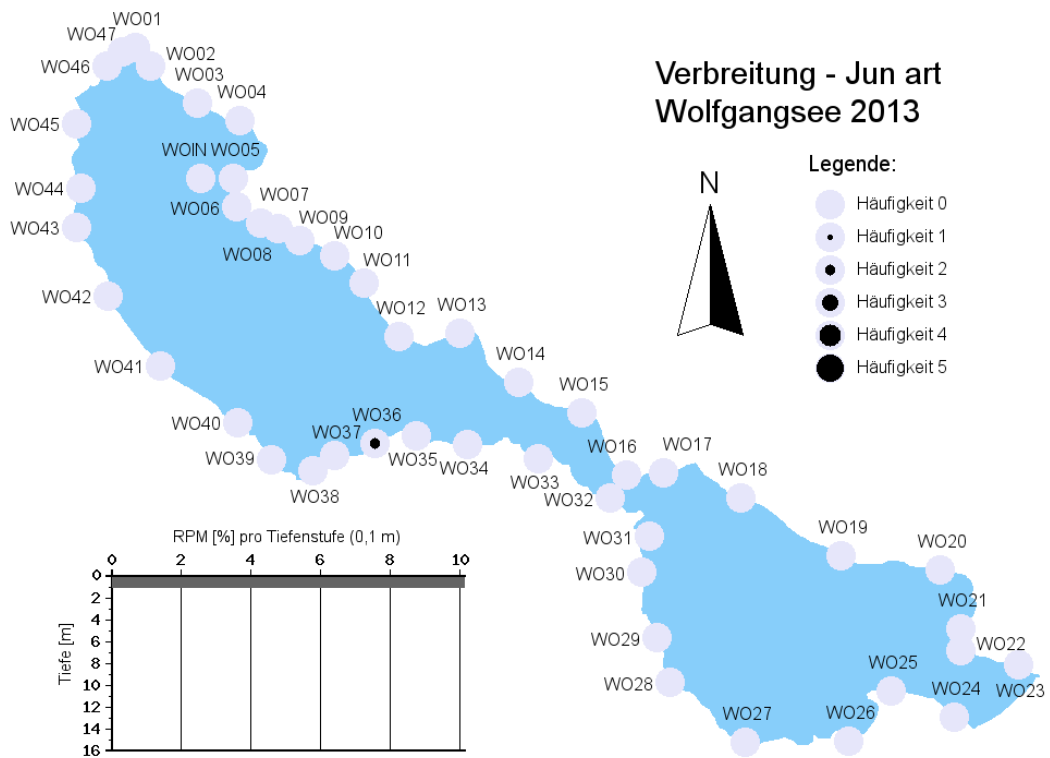 Verbreitung - Jun art
Wolfgangsee 2013
Legende:
Häufigkeit 0
Häufigkeit 1
Häufigkeit 2
Häufigkeit 3
Häufigkeit 4
Häufigkeit 5
N
WO01
WO47
WO02
WO46
WO03
WO04
WO45
WOIN WO05
WO44
WO07
WO06
WO43
WO09
WO08
WO10
WO11
WO42
WO12
WO13
WO14
WO41
WO15
WO36
WO40
WO37
WO16
WO17
WO39
WO35
WO34
WO38
WO33
WO18
WO32
WO19
WO31
WO20
WO30
WO21
WO29
WO22
WO25
WO28
WO23
WO24
WO27
WO26
RPM [%] pro Tiefenstufe (0,1 m)
0 2 4 6 8 10
Tiefe [m]
0
2
4
6
8
10
12
14
16